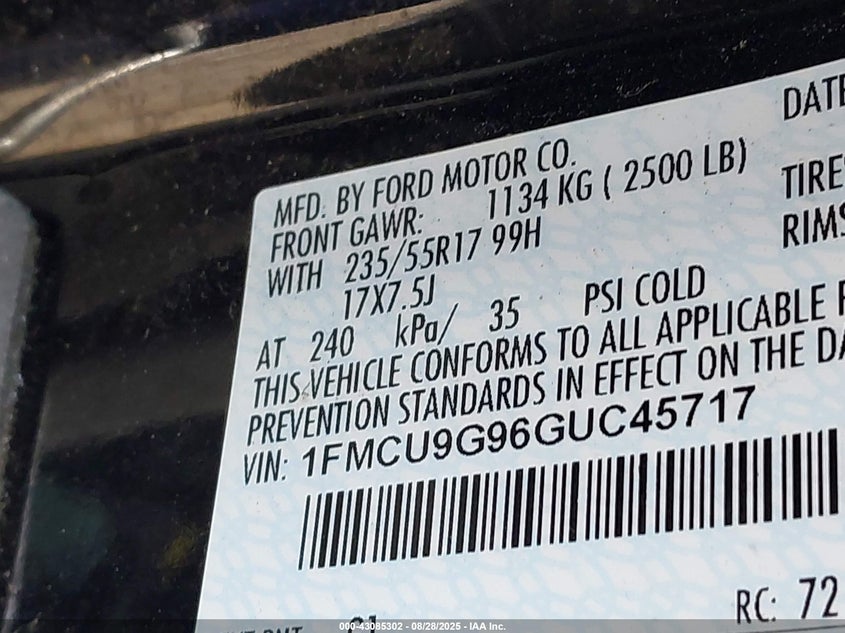 DATE
MFD. BY FORD MOTOR CO.
FRONT GAWR: 1134 KG ( 2500 LB)
TIRE
WITH 235/55R17 99H
RIMS
17X7.5J
AT 240 kPa/ 35 PSI COLD
THIS VEHICLE CONFORMS TO ALL APPLICABLE F
PREVENTION STANDARDS IN EFFECT ON THE DA
VIN: 1FMCU9G96GUC45717
RC: 72
000-43085302 - 08/28/2025 - IAA Inc.